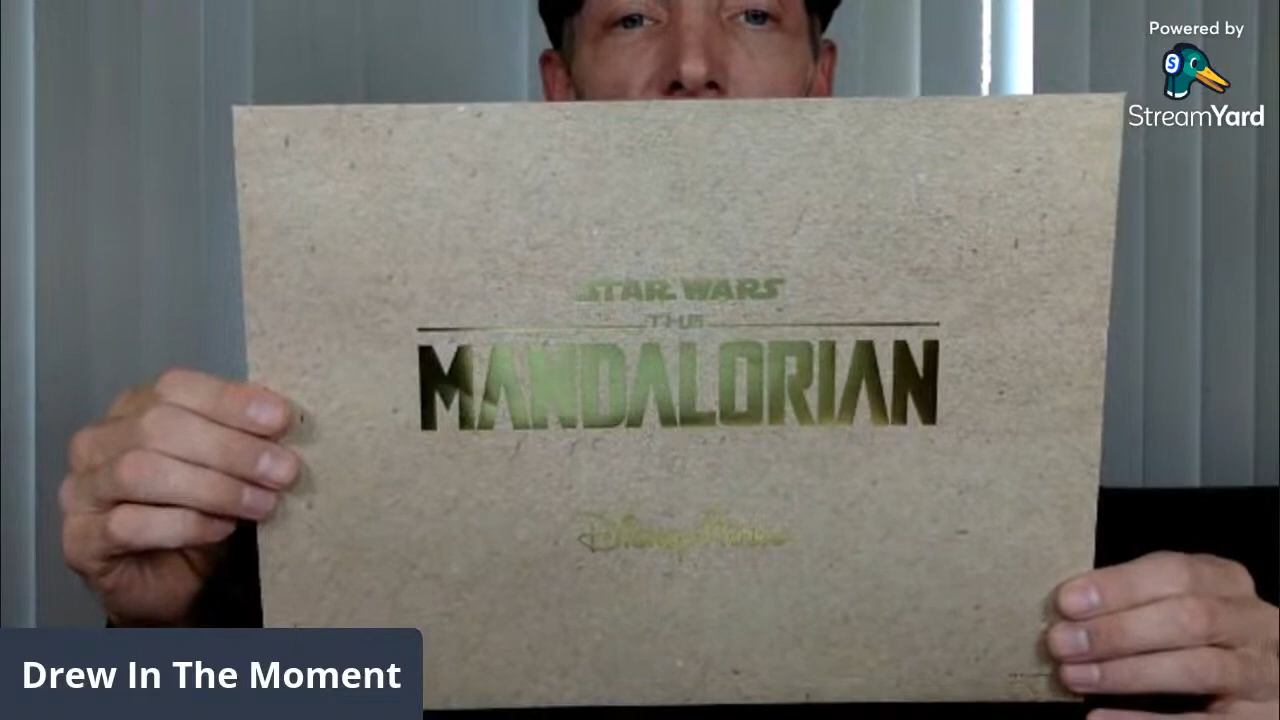 Powered by
StreamYard
STAR WARS
THE
MANDALORIAN
Disney
Drew In The Moment